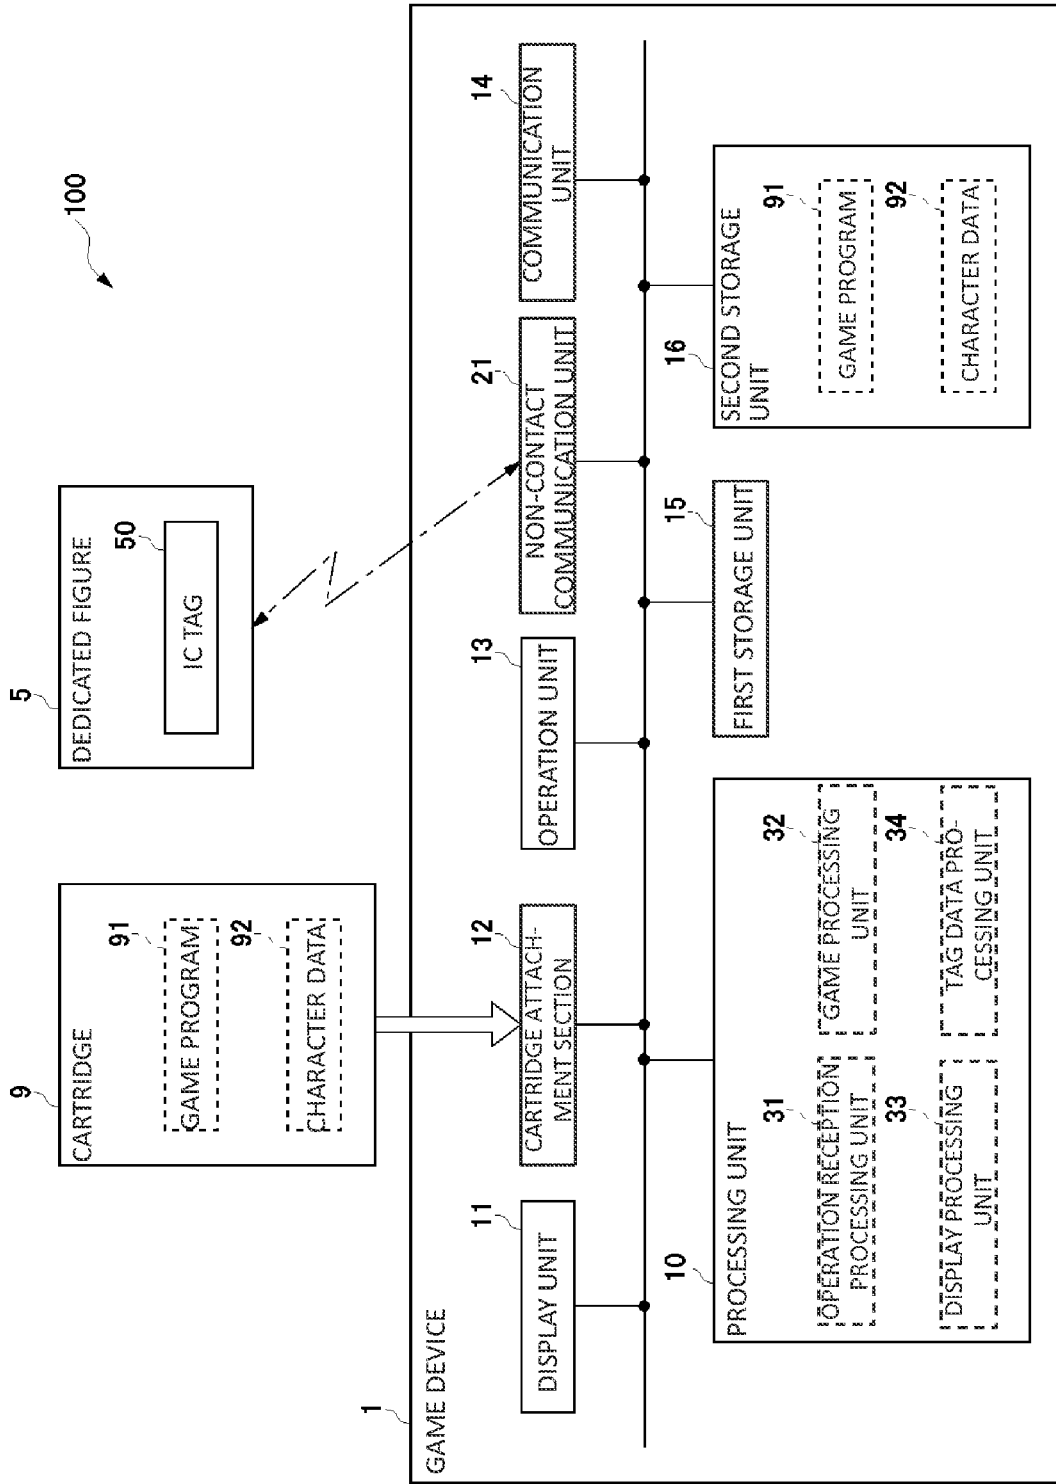 100
9
CARTRIDGE
91
GAME PROGRAM
92
CHARACTER DATA
5
DEDICATED FIGURE
50
IC TAG
1
GAME DEVICE
11
DISPLAY UNIT
12
CARTRIDGE ATTACH-
MENT SECTION
13
OPERATION UNIT
21
NON-CONTACT
COMMUNICATION UNIT
14
COMMUNICATION
UNIT
10
PROCESSING UNIT
31
OPERATION RECEPTION
PROCESSING UNIT
32
GAME PROCESSING
UNIT
33
DISPLAY PROCESSING
UNIT
34
TAG DATA PRO-
CESSING UNIT
15
FIRST STORAGE UNIT
16
SECOND STORAGE
UNIT
91
GAME PROGRAM
92
CHARACTER DATA